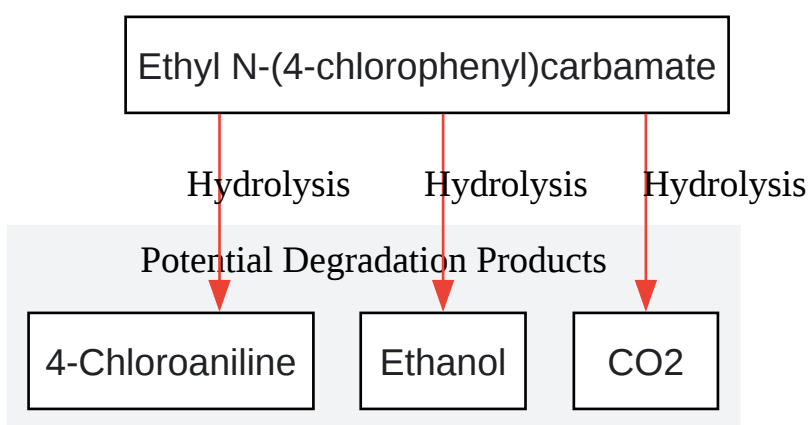 Ethyl N-(4-chlorophenyl)carbamate
Hydrolysis Hydrolysis Hydrolysis
Potential Degradation Products
4-Chloroaniline Ethanol CO2